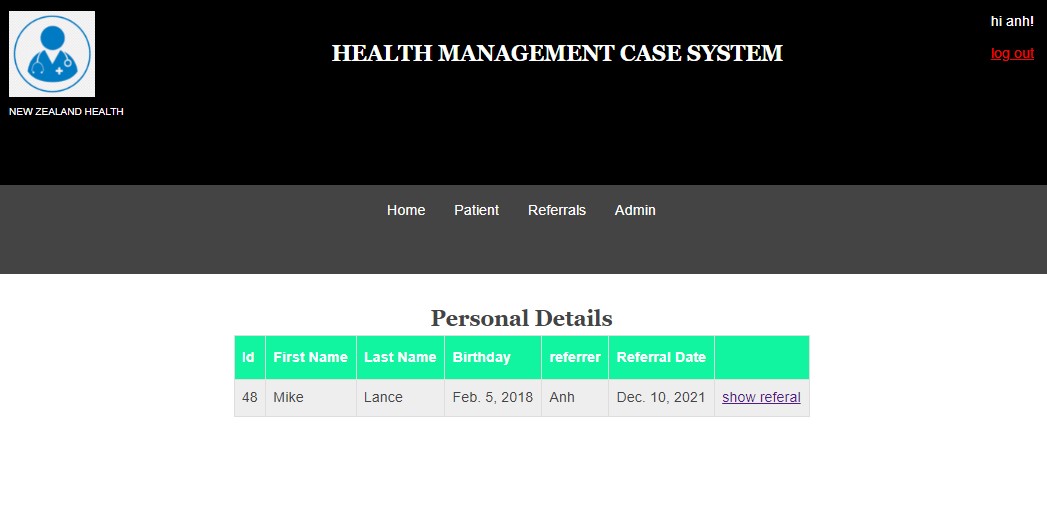 hi anh!
HEALTH MANAGEMENT CASE SYSTEM
log out
NEW ZEALAND HEALTH
Home Patient Referrals Admin
Personal Details
Id First Name Last Name Birthday referrer Referral Date
48 Mike Lance Feb. 5, 2018 Anh Dec. 10, 2021 show referal